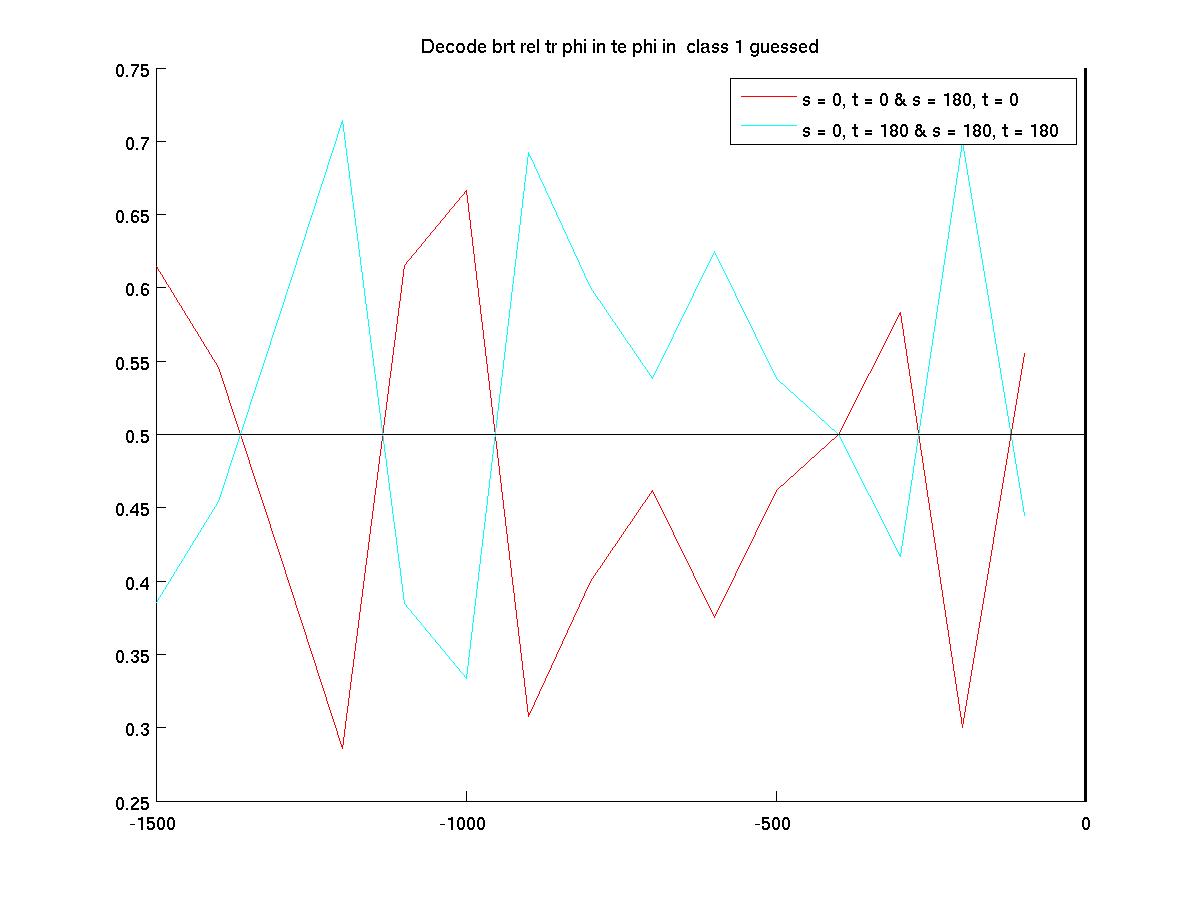 Decode brt rel tr phi in te phi in  class 1 guessed
0.75
s = 0, t = 0 & s = 180, t = 0
s = 0, t = 180 & s = 180, t = 180
0.7
0.65
0.6
0.55
0.5
0.45
0.4
0.35
0.3
0.25
-1500 -1000 -500 0